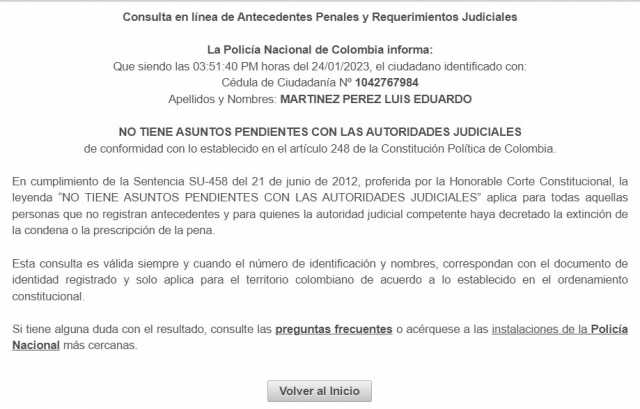 Consulta en línea de Antecedentes Penales y Requerimientos Judiciales
La Policía Nacional de Colombia informa:
Que siendo las 03:51:40 PM horas del 24/01/2023, el ciudadano identificado con:
Cédula de Ciudadanía Nº 1042767984
Apellidos y Nombres: MARTINEZ PEREZ LUIS EDUARDO
NO TIENE ASUNTOS PENDIENTES CON LAS AUTORIDADES JUDICIALES
de conformidad con lo establecido en el artículo 248 de la Constitución Política de Colombia.
En cumplimiento de la Sentencia SU-458 del 21 de junio de 2012, proferida por la Honorable Corte Constitucional, la
leyenda "NO TIENE ASUNTOS PENDIENTES CON LAS AUTORIDADES JUDICIALES" aplica para todas aquellas
personas que no registran antecedentes y para quienes la autoridad judicial competente haya decretado la extinción de
la condena o la prescripción de la pena.
Esta consulta es válida siempre y cuando el número de identificación y nombres, correspondan con el documento de
identidad registrado y solo aplica para el territorio colombiano de acuerdo a lo establecido en el ordenamiento
constitucional.
Si tiene alguna duda con el resultado, consulte las preguntas frecuentes o acérquese a las instalaciones de la Policía
Nacional más cercanas.
Volver al Inicio